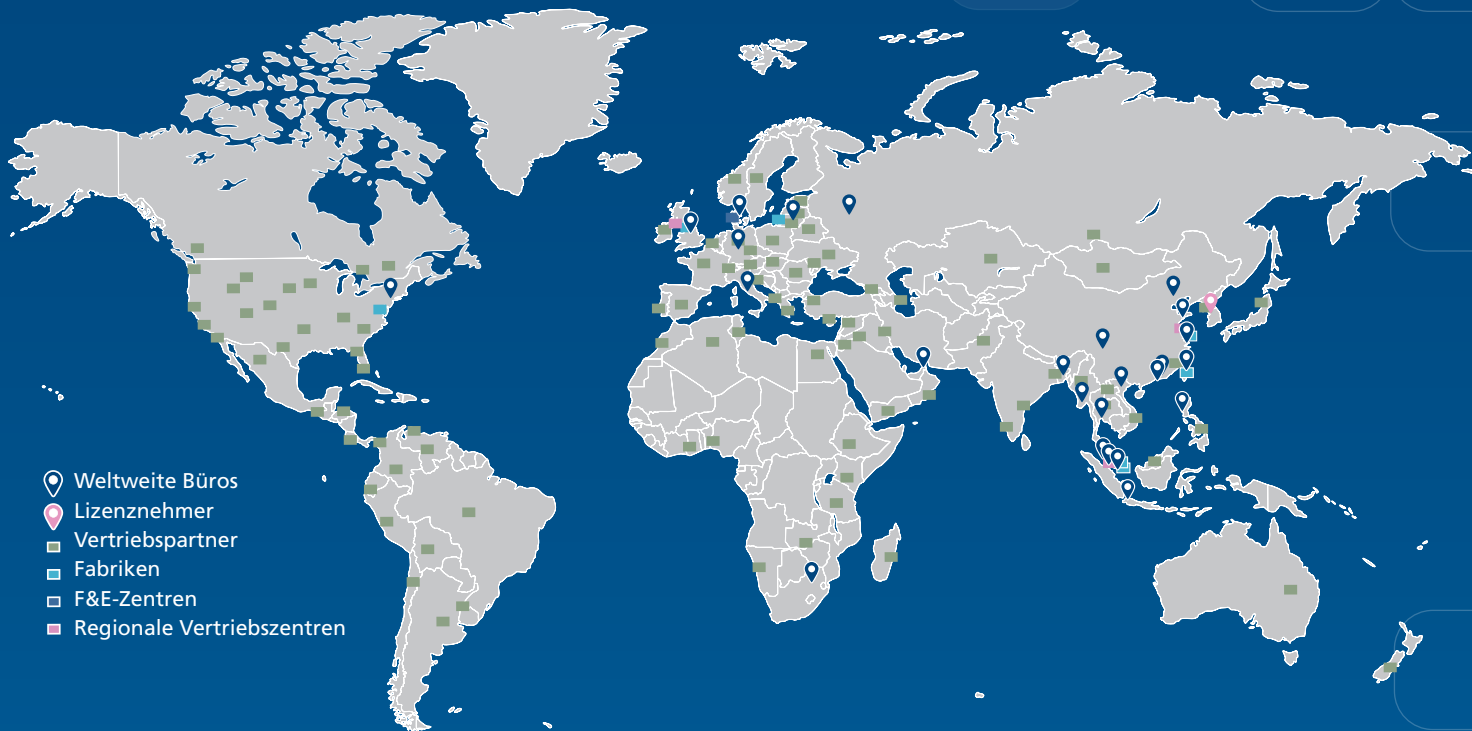 Weltweite Büros
Lizenznehmer
Vertriebspartner
Fabriken
F&E-Zentren
Regionale Vertriebszentren